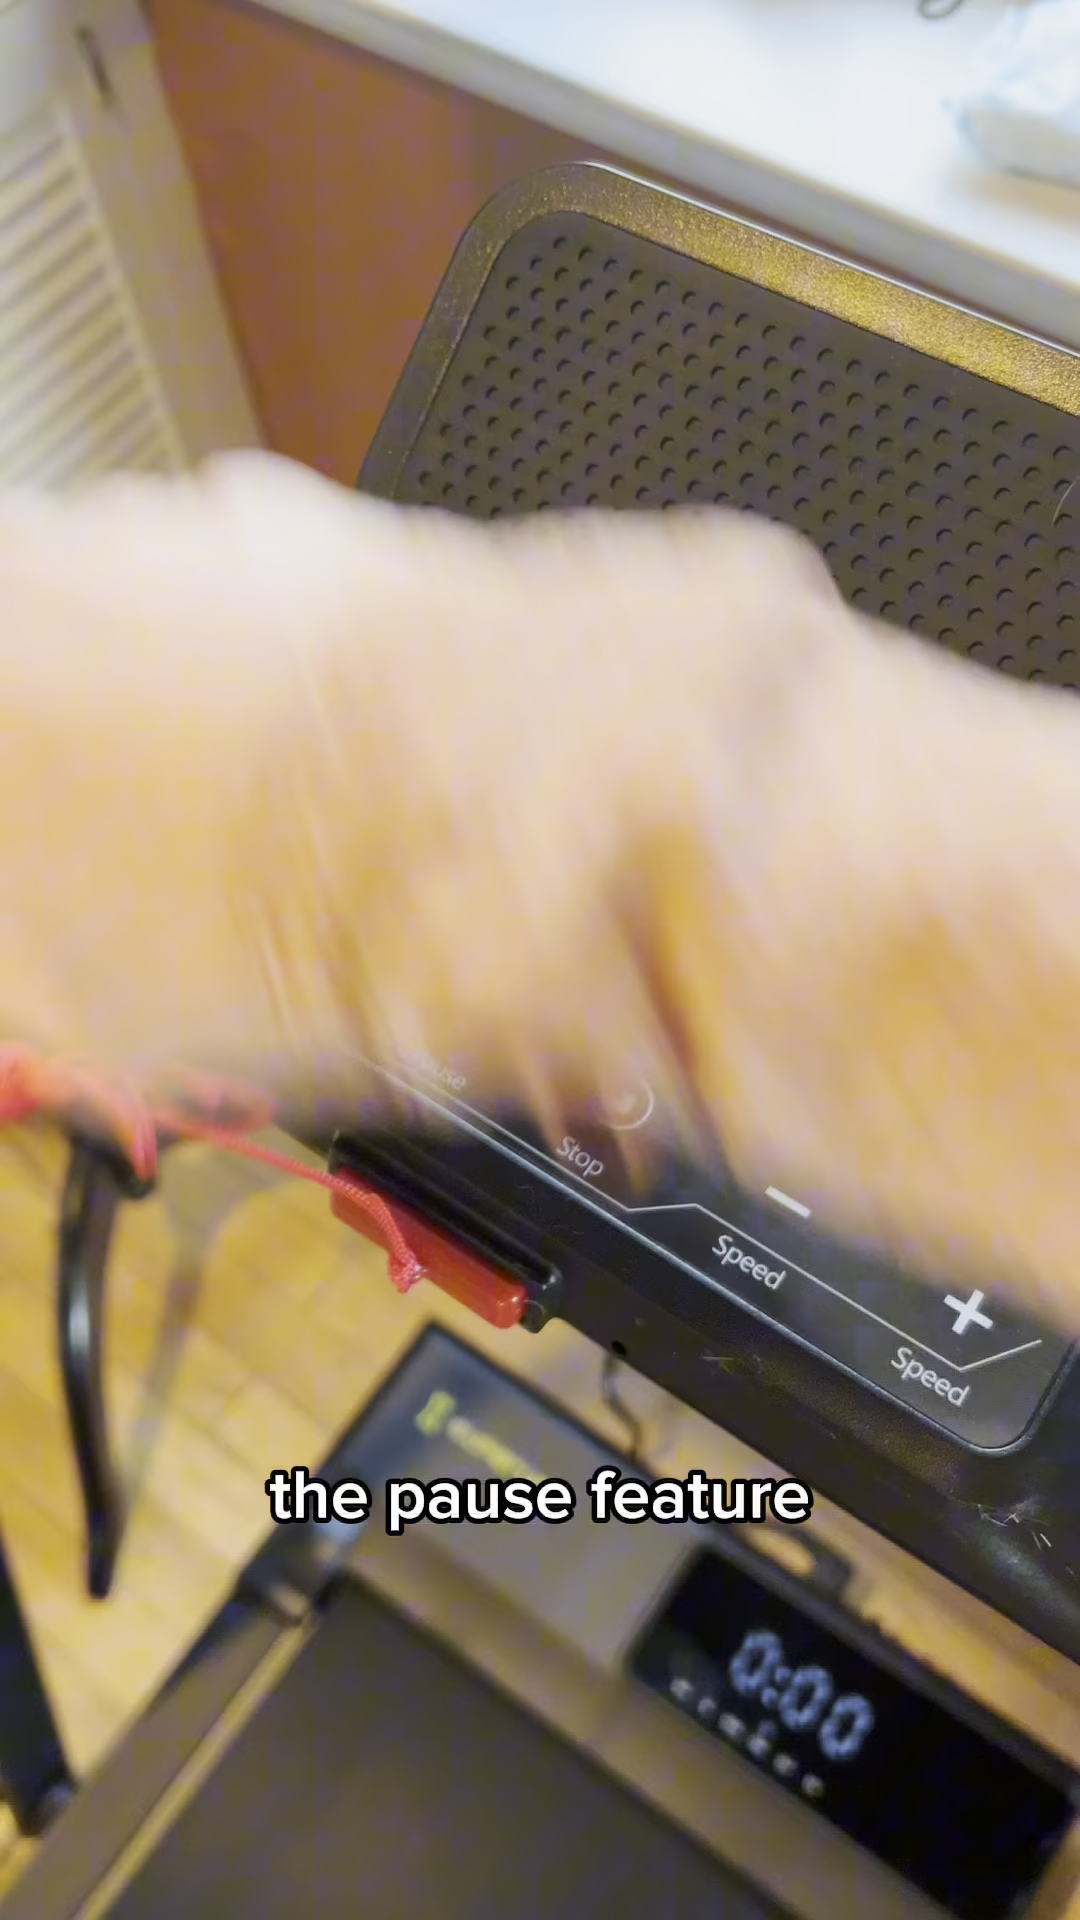 Stop
−
Speed
+
Speed
the pause feature
0:00